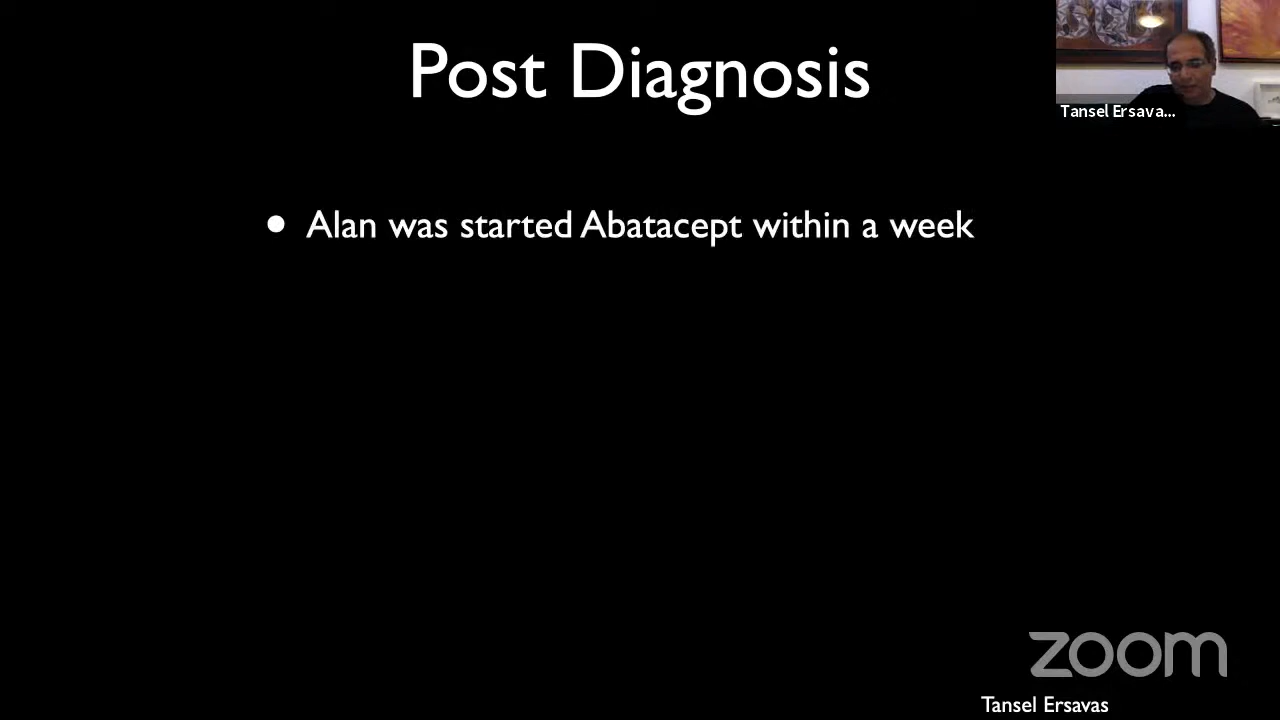 Post Diagnosis
Tansel Ersava...
• Alan was started Abatacept within a week
zoom
Tansel Ersavas